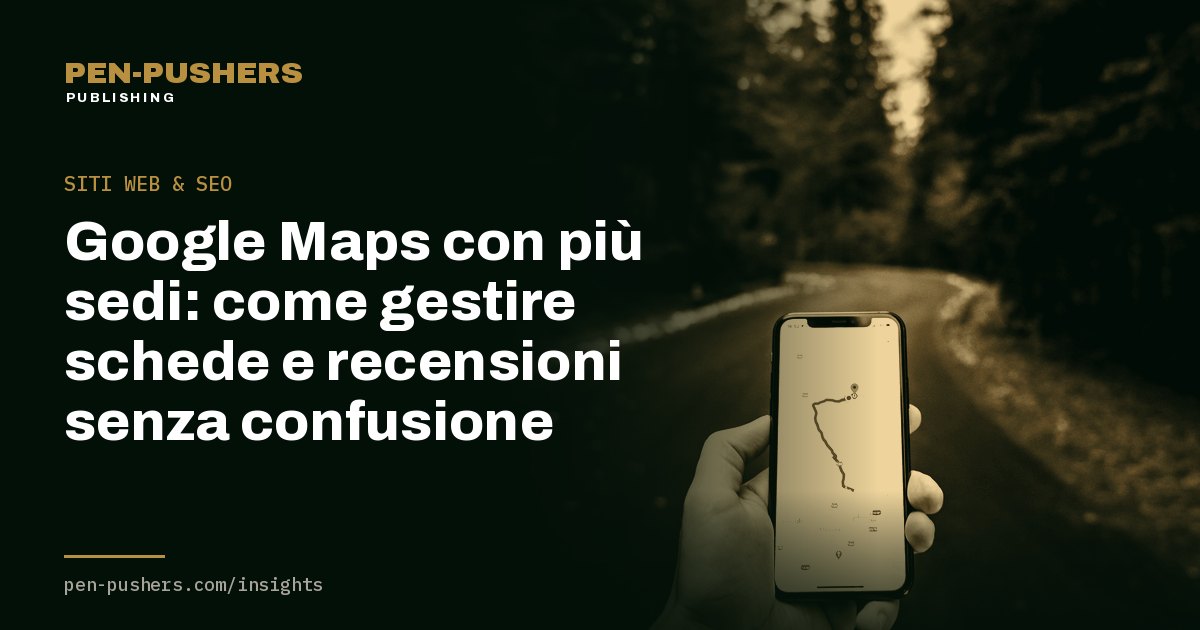 PEN-PUSHERS
PUBLISHING
SITI WEB & SEO
Google Maps con più
sedi: come gestire
schede e recensioni
senza confusione
pen-pushers.com/insights